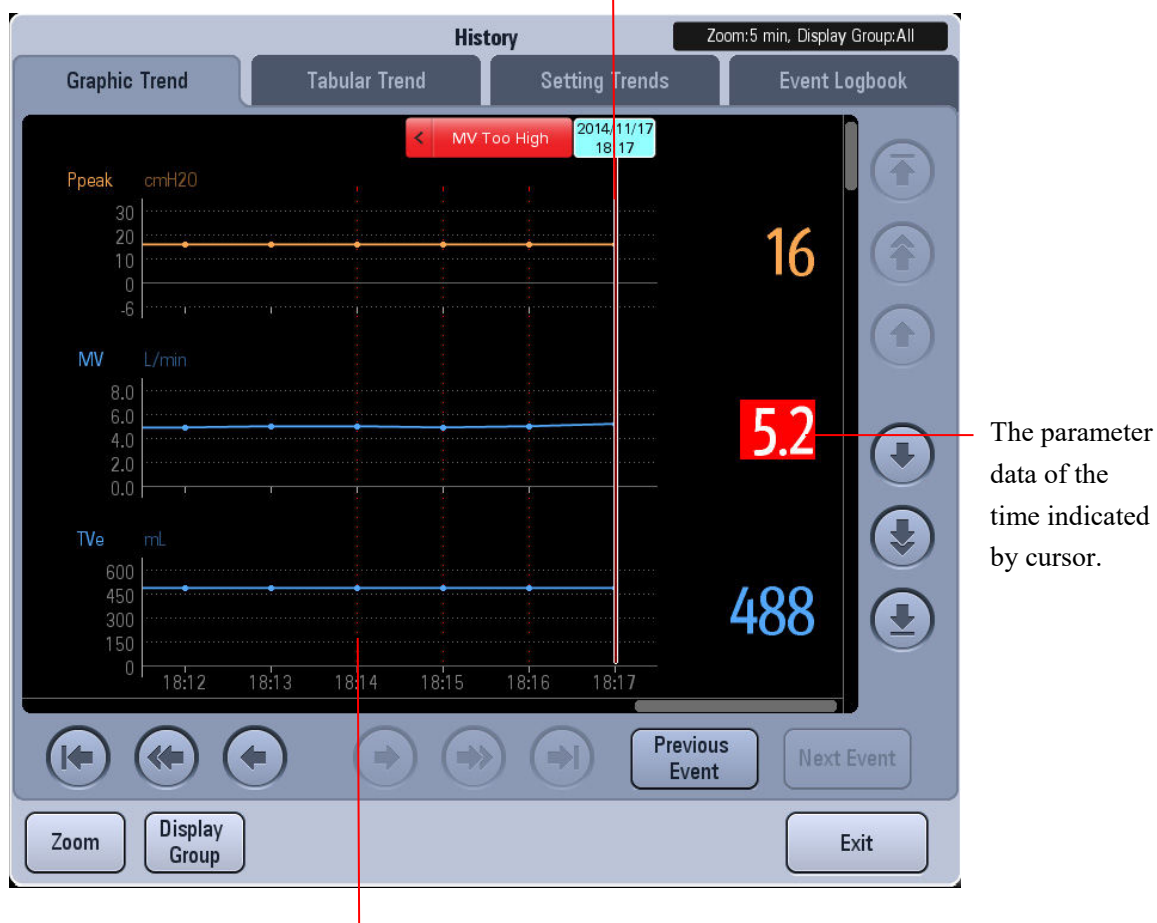 History
Zoom:5 min, Display Group:All
Graphic Trend
Tabular Trend
Setting Trends
Event Logbook
< MV Too High
2014/11/17
18:17
Ppeak cmH2O
30
20
10
0
-6
16
MV L/min
8.0
6.0
4.0
2.0
0.0
5.2
The parameter
data of the
time indicated
by cursor.
TVe mL
600
450
300
150
0
488
18:12 18:13 18:14 18:15 18:16 18:17
Previous
Event
Next Event
Zoom
Display
Group
Exit